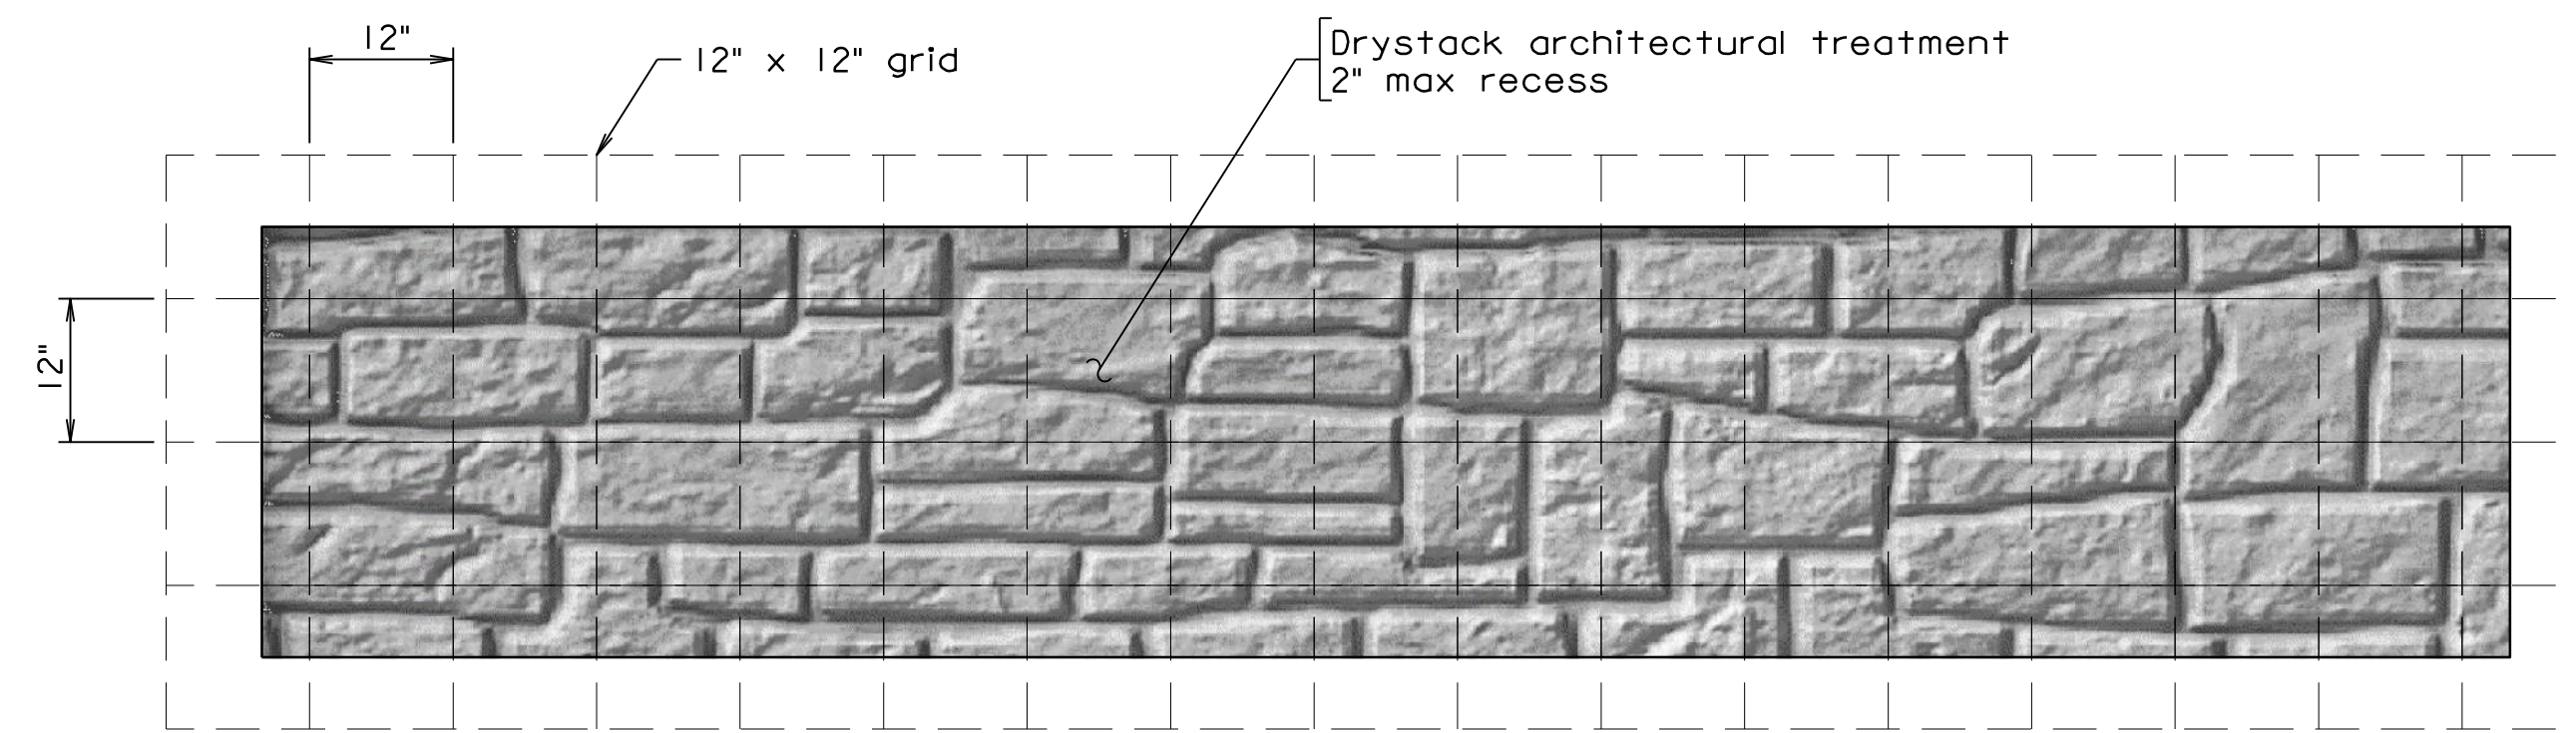 12"
12" x 12" grid
Drystack architectural treatment
2" max recess
12"